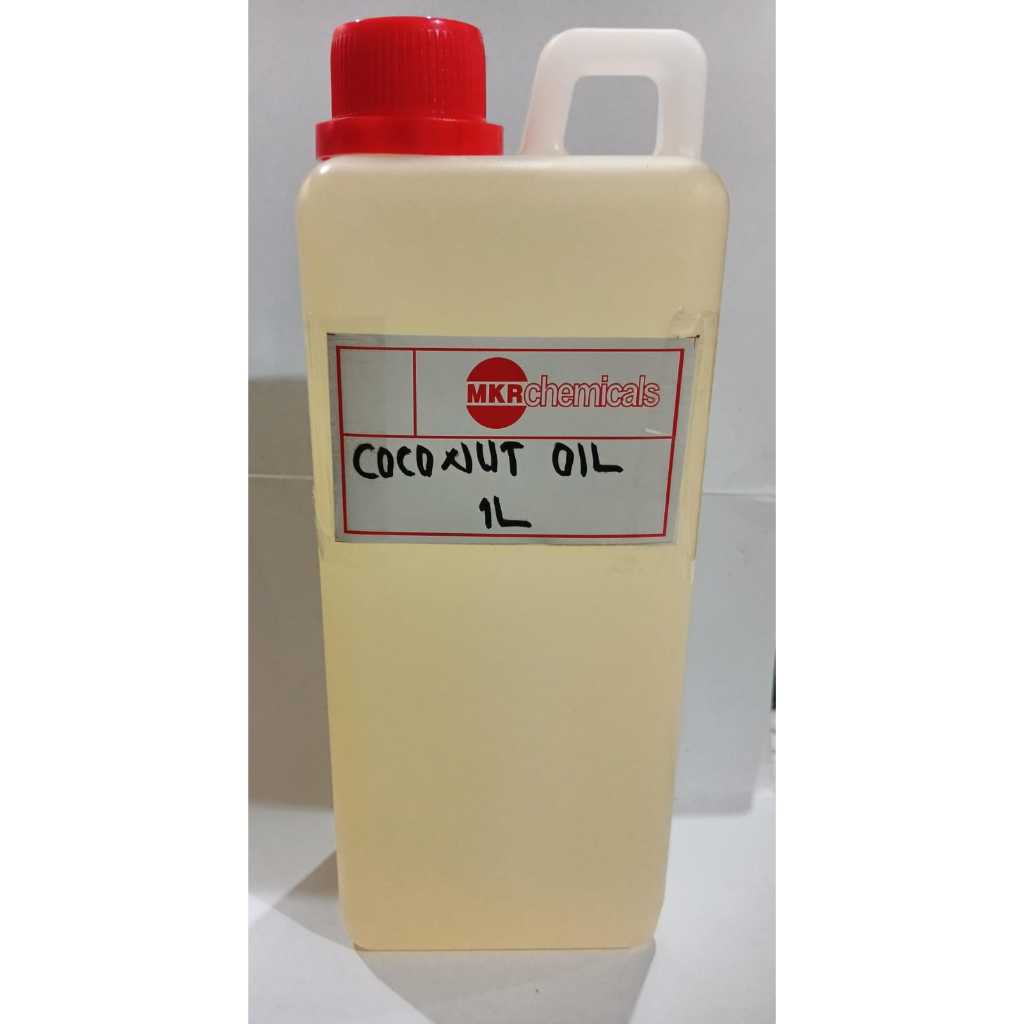 MKRchemicals
COCONUT OIL
1L